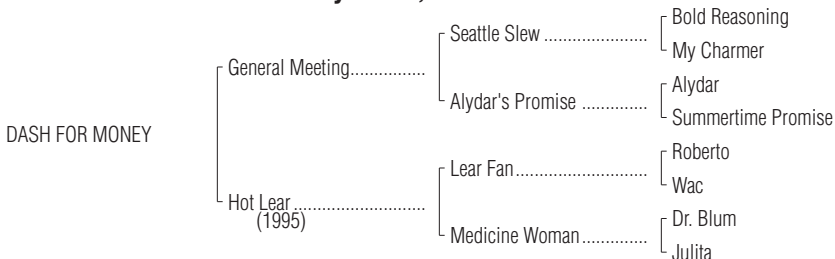 Bold Reasoning
Seattle Slew ........................
My Charmer
General Meeting................
Alydar
Alydar's Promise ...............
Summertime Promise
DASH FOR MONEY
Roberto
Lear Fan.............................
Wac
Hot Lear .............................
(1995)
Dr. Blum
Medicine Woman...............
Julita